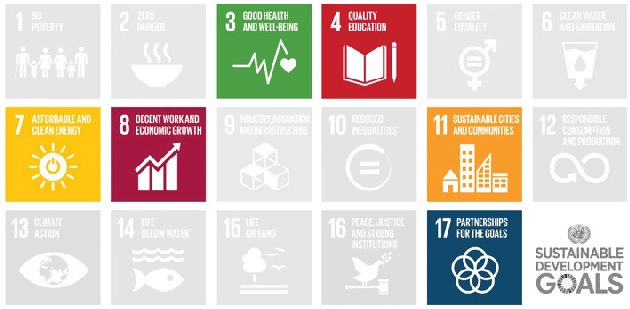 1 NO
POVERTY
2 ZERO
HUNGER
3 GOOD HEALTH
AND WELL-BEING
4 QUALITY
EDUCATION
5 GENDER
EQUALITY
6 CLEAN WATER
AND SANITATION
7 AFFORDABLE AND
CLEAN ENERGY
8 DECENT WORK AND
ECONOMIC GROWTH
9 INDUSTRY, INNOVATION
AND INFRASTRUCTURE
10 REDUCED
INEQUALITIES
11 SUSTAINABLE CITIES
AND COMMUNITIES
12 RESPONSIBLE
CONSUMPTION
AND PRODUCTION
13 CLIMATE
ACTION
14 LIFE
BELOW WATER
15 LIFE
ON LAND
16 PEACE, JUSTICE
AND STRONG
INSTITUTIONS
17 PARTNERSHIPS
FOR THE GOALS
SUSTAINABLE
DEVELOPMENT
GOALS